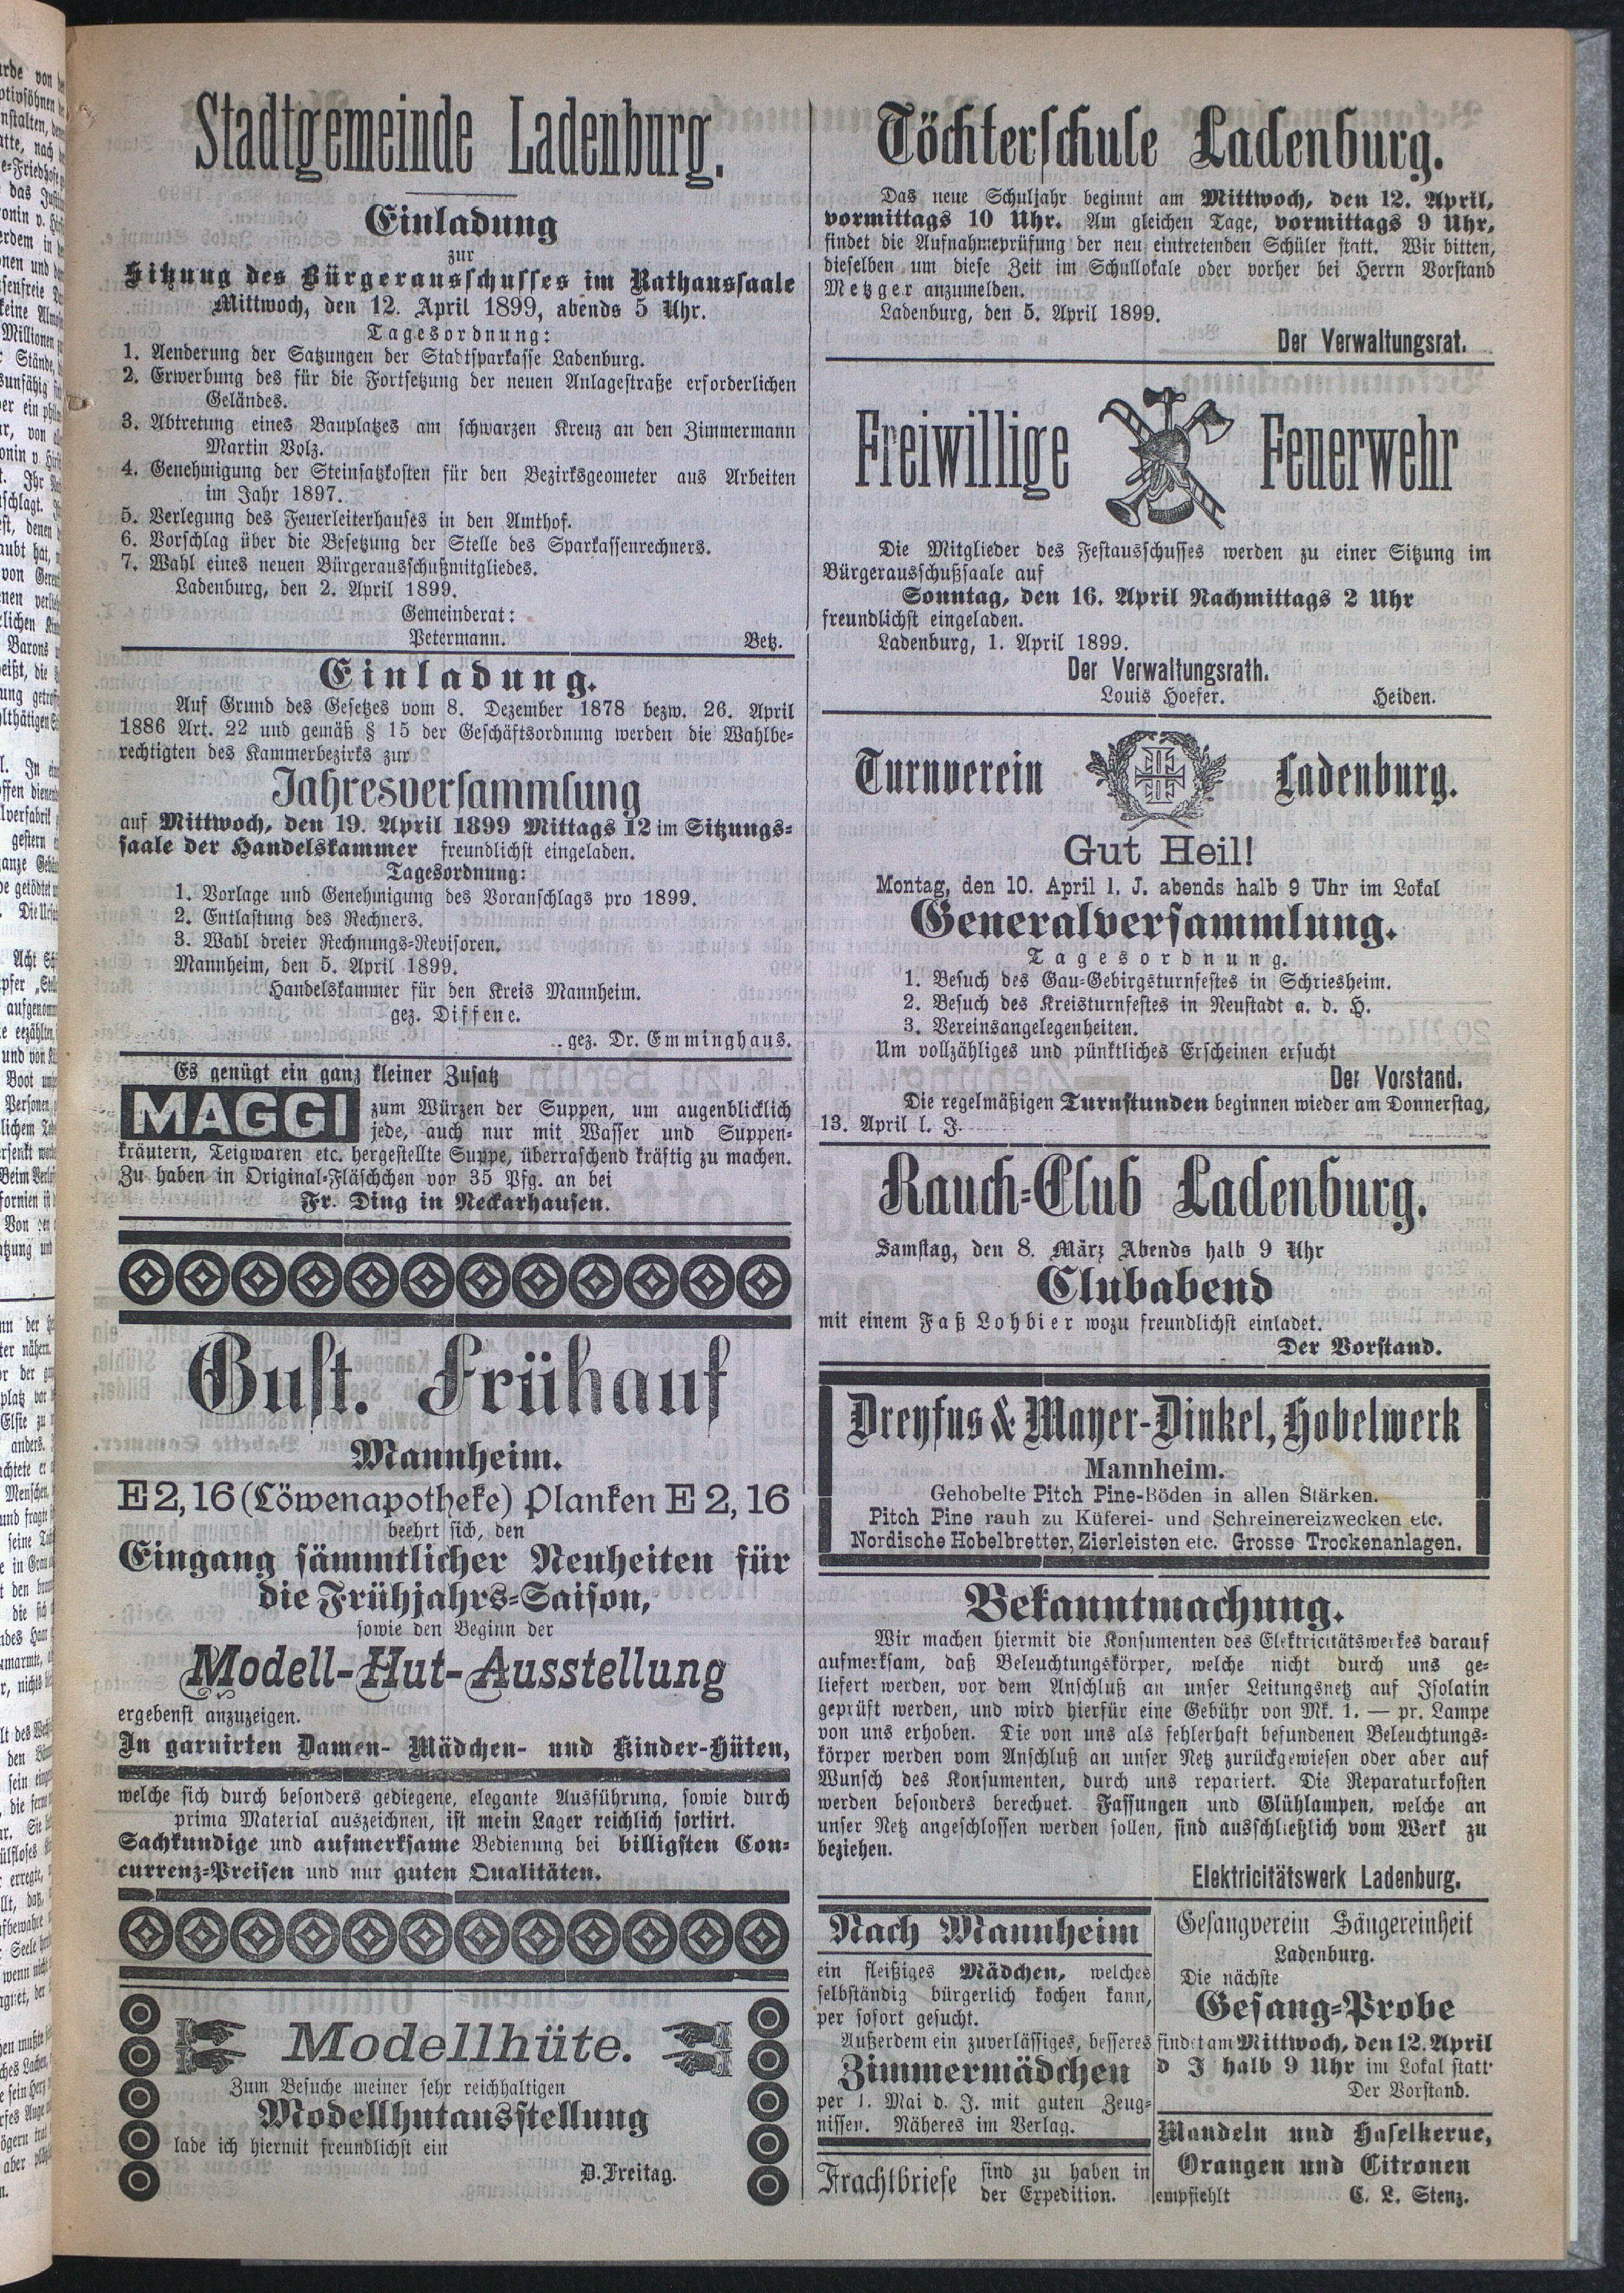 Stadtgemeinde Ladenburg.
Einladung
zur
Sitzung des Bürgerausschusses im Rathaussaale
Mittwoch, den 12. April 1899, abends 5 Uhr.
Tagesordnung:
1. Aenderung der Satzungen der Stadtsparkasse Ladenburg.
2. Erwerbung des für die Fortsetzung der neuen Anlagestraße erforderlichen
Geländes.
3. Abtretung eines Bauplatzes am schwarzen Kreuz an den Zimmermann
Martin Volz.
4. Genehmigung der Steinsatzkosten für den Bezirksgeometer aus Arbeiten
im Jahr 1897.
5. Verlegung des Feuerleiterhauses in den Amthof.
6. Vorschlag über die Besetzung der Stelle des Sparkassenrechners.
7. Wahl eines neuen Bürgerausschußmitgliedes.
Ladenburg, den 2. April 1899.
Gemeinderat:
Petermann. Betz.
Einladung.
Auf Grund des Gesetzes vom 8. Dezember 1878 bezw. 26. April
1886 Art. 22 und gemäß § 15 der Geschäftsordnung werden die Wahlbe=
rechtigten des Kammerbezirks zur
Jahresversammlung
auf Mittwoch, den 19. April 1899 Mittags 12 im Sitzungs=
saale der Handelskammer freundlichst eingeladen.
Tagesordnung:
1. Vorlage und Genehmigung des Voranschlags pro 1899.
2. Entlastung des Rechners.
3. Wahl dreier Rechnungs=Revisoren.
Mannheim, den 5. April 1899.
Handelskammer für den Kreis Mannheim.
gez. Diffene.
gez. Dr. Emminghaus.
Es genügt ein ganz kleiner Zusatz
MAGGI zum Würzen der Suppen, um augenblicklich
jede, auch nur mit Wasser und Suppen=
kräutern, Teigwaren etc. hergestellte Suppe, überraschend kräftig zu machen.
Zu haben in Original=Fläschchen von 35 Pfg. an bei
Fr. Ding in Neckarhausen.
Gust. Frühauf
Mannheim.
E 2, 16 (Löwenapotheke) Planken E 2, 16
beehrt sich, den
Eingang sämmtlicher Neuheiten für
die Frühjahrs=Saison,
sowie den Beginn der
Modell-Hut-Ausstellung
ergebenst anzuzeigen.
In garnirten Damen- Mädchen- und Kinder-Hüten,
welche sich durch besonders gediegene, elegante Ausführung, sowie durch
prima Material auszeichnen, ist mein Lager reichlich sortirt.
Sachkundige und aufmerksame Bedienung bei billigsten Con=
currenz=Preisen und nur guten Qualitäten.
Modellhüte.
Zum Besuche meiner sehr reichhaltigen
Modellhutausstellung
lade ich hiermit freundlichst ein
D. Freitag.
Töchterschule Ladenburg.
Das neue Schuljahr beginnt am Mittwoch, den 12. April,
vormittags 10 Uhr. Am gleichen Tage, vormittags 9 Uhr,
findet die Aufnahmeprüfung der neu eintretenden Schüler statt. Wir bitten,
dieselben um diese Zeit im Schullokale oder vorher bei Herrn Vorstand
Metzger anzumelden.
Ladenburg, den 5. April 1899.
Der Verwaltungsrat.
Freiwillige Feuerwehr
Die Mitglieder des Festausschusses werden zu einer Sitzung im
Bürgerausschußsaale auf
Sonntag, den 16. April Nachmittags 2 Uhr
freundlichst eingeladen.
Ladenburg, 1. April 1899.
Der Verwaltungsrath.
Louis Hoefer. Heiden.
Turnverein Ladenburg.
Gut Heil!
Montag, den 10. April l. J. abends halb 9 Uhr im Lokal
Generalversammlung.
Tagesordnung.
1. Besuch des Gau=Gebirgsturnfestes in Schriesheim.
2. Besuch des Kreisturnfestes in Neustadt a. d. H.
3. Vereinsangelegenheiten.
Um vollzähliges und pünktliches Erscheinen ersucht
Der Vorstand.
Die regelmäßigen Turnstunden beginnen wieder am Donnerstag,
13. April l. J.
Rauch=Club Ladenburg.
Samstag, den 8. März Abends halb 9 Uhr
Clubabend
mit einem Faß Lohbier wozu freundlichst einladet.
Der Vorstand.
Dreyfus & Mayer-Dinkel, Hobelwerk
Mannheim.
Gehobelte Pitch Pine-Böden in allen Stärken.
Pitch Pine rauh zu Küferei- und Schreinereizwecken etc.
Nordische Hobelbretter, Zierleisten etc. Grosse Trockenanlagen.
Bekanntmachung.
Wir machen hiermit die Konsumenten des Elektricitätswerkes darauf
aufmerksam, daß Beleuchtungskörper, welche nicht durch uns ge=
liefert werden, vor dem Anschluß an unser Leitungsnetz auf Isolatin
geprüft werden, und wird hierfür eine Gebühr von Mk. 1. — pr. Lampe
von uns erhoben. Die von uns als fehlerhaft befundenen Beleuchtungs=
körper werden vom Anschluß an unser Netz zurückgewiesen oder aber auf
Wunsch des Konsumenten, durch uns repariert. Die Reparaturkosten
werden besonders berechnet. Fassungen und Glühlampen, welche an
unser Netz angeschlossen werden sollen, sind ausschließlich vom Werk zu
beziehen.
Elektricitätswerk Ladenburg.
Nach Mannheim
ein fleißiges Mädchen, welches
selbständig bürgerlich kochen kann,
per sofort gesucht.
Außerdem ein zuverlässiges, besseres
Zimmermädchen
per 1. Mai d. J. mit guten Zeug=
nissen. Näheres im Verlag.
Frachtbriefe sind zu haben in
der Expedition.
Gesangverein Sängereinheit
Ladenburg.
Die nächste
Gesang=Probe
findet am Mittwoch, den 12. April
d J halb 9 Uhr im Lokal statt
Der Vorstand.
Mandeln und Haselkerne,
Orangen und Citronen
empfiehlt C. L. Stenz.